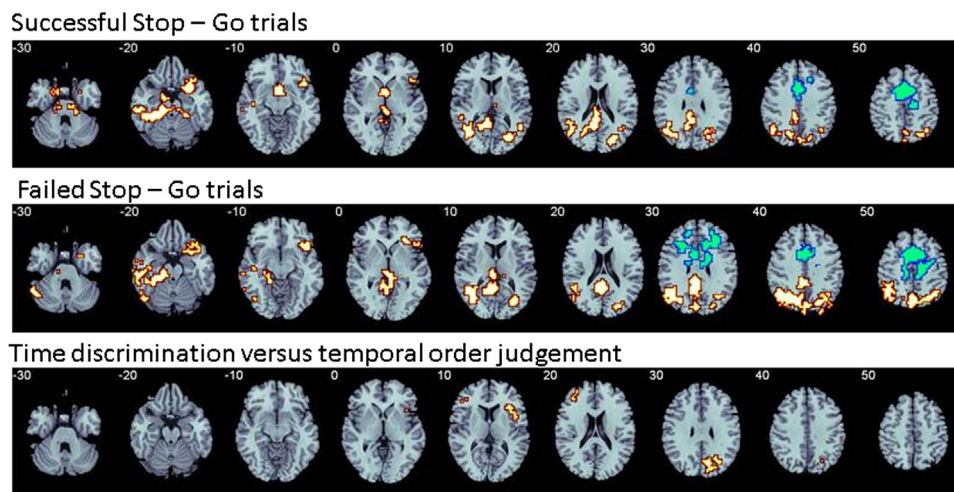 Successful Stop – Go trials
-30 -20 -10 0 10 20 30 40 50
Failed Stop – Go trials
-30 -20 -10 0 10 20 30 40 50
Time discrimination versus temporal order judgement
-30 -20 -10 0 10 20 30 40 50